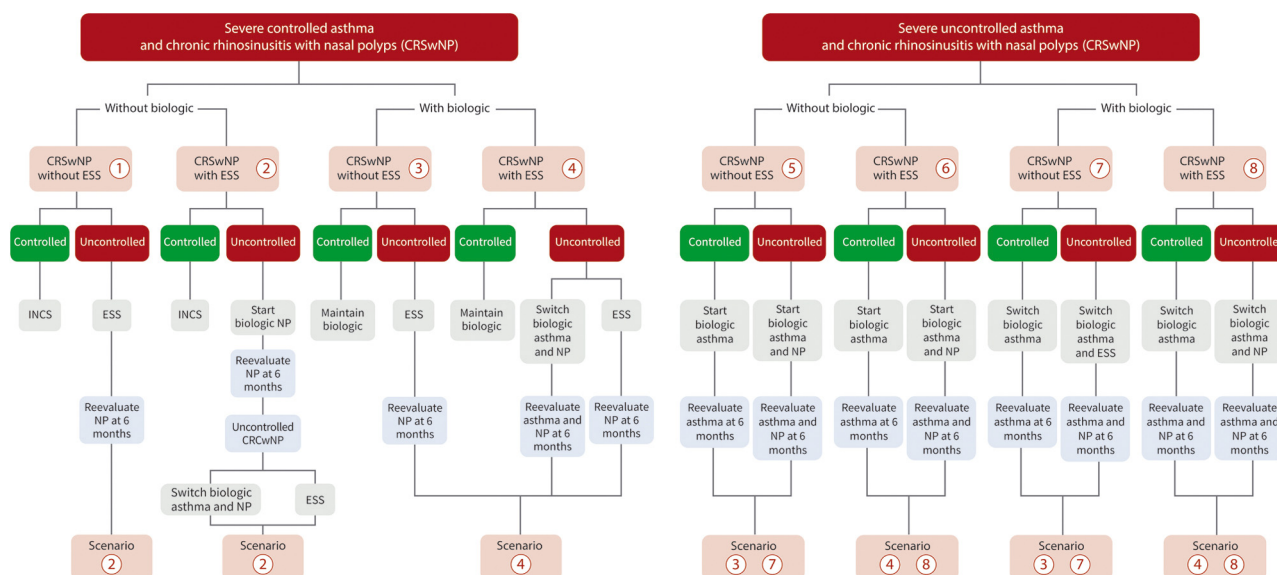 Severe controlled asthma
and chronic rhinosinusitis with nasal polyps (CRSwNP)
Without biologic
With biologic
CRSwNP
without ESS
1
CRSwNP
with ESS
2
CRSwNP
without ESS
3
CRSwNP
with ESS
4
Controlled
Uncontrolled
Controlled
Uncontrolled
Controlled
Uncontrolled
Controlled
Uncontrolled
INCS
ESS
INCS
Start
biologic NP
Maintain
biologic
ESS
Maintain
biologic
Switch
biologic
asthma
and NP
ESS
Reevaluate
NP at 6
months
Reevaluate
NP at 6
months
Uncontrolled
CRCwNP
Reevaluate
NP at 6
months
Reevaluate
asthma and
NP at 6
months
Reevaluate
NP at 6
months
Switch biologic
asthma and NP
ESS
Scenario
2
Scenario
2
Scenario
4
Severe uncontrolled asthma
and chronic rhinosinusitis with nasal polyps (CRSwNP)
Without biologic
With biologic
CRSwNP
without ESS
5
CRSwNP
with ESS
6
CRSwNP
without ESS
7
CRSwNP
with ESS
8
Controlled
Uncontrolled
Controlled
Uncontrolled
Controlled
Uncontrolled
Controlled
Uncontrolled
Start
biologic
asthma
Start
biologic
asthma
and NP
Start
biologic
asthma
Start
biologic
asthma
and NP
Switch
biologic
asthma
Switch
biologic
asthma
and ESS
Switch
biologic
asthma
Switch
biologic
asthma
and NP
Reevaluate
asthma at 6
months
Reevaluate
asthma and
NP at 6
months
Reevaluate
asthma at 6
months
Reevaluate
asthma and
NP at 6
months
Reevaluate
asthma at 6
months
Reevaluate
asthma and
NP at 6
months
Reevaluate
asthma and
NP at 6
months
Reevaluate
asthma and
NP at 6
months
Scenario
3 7
Scenario
4 8
Scenario
3 7
Scenario
4 8